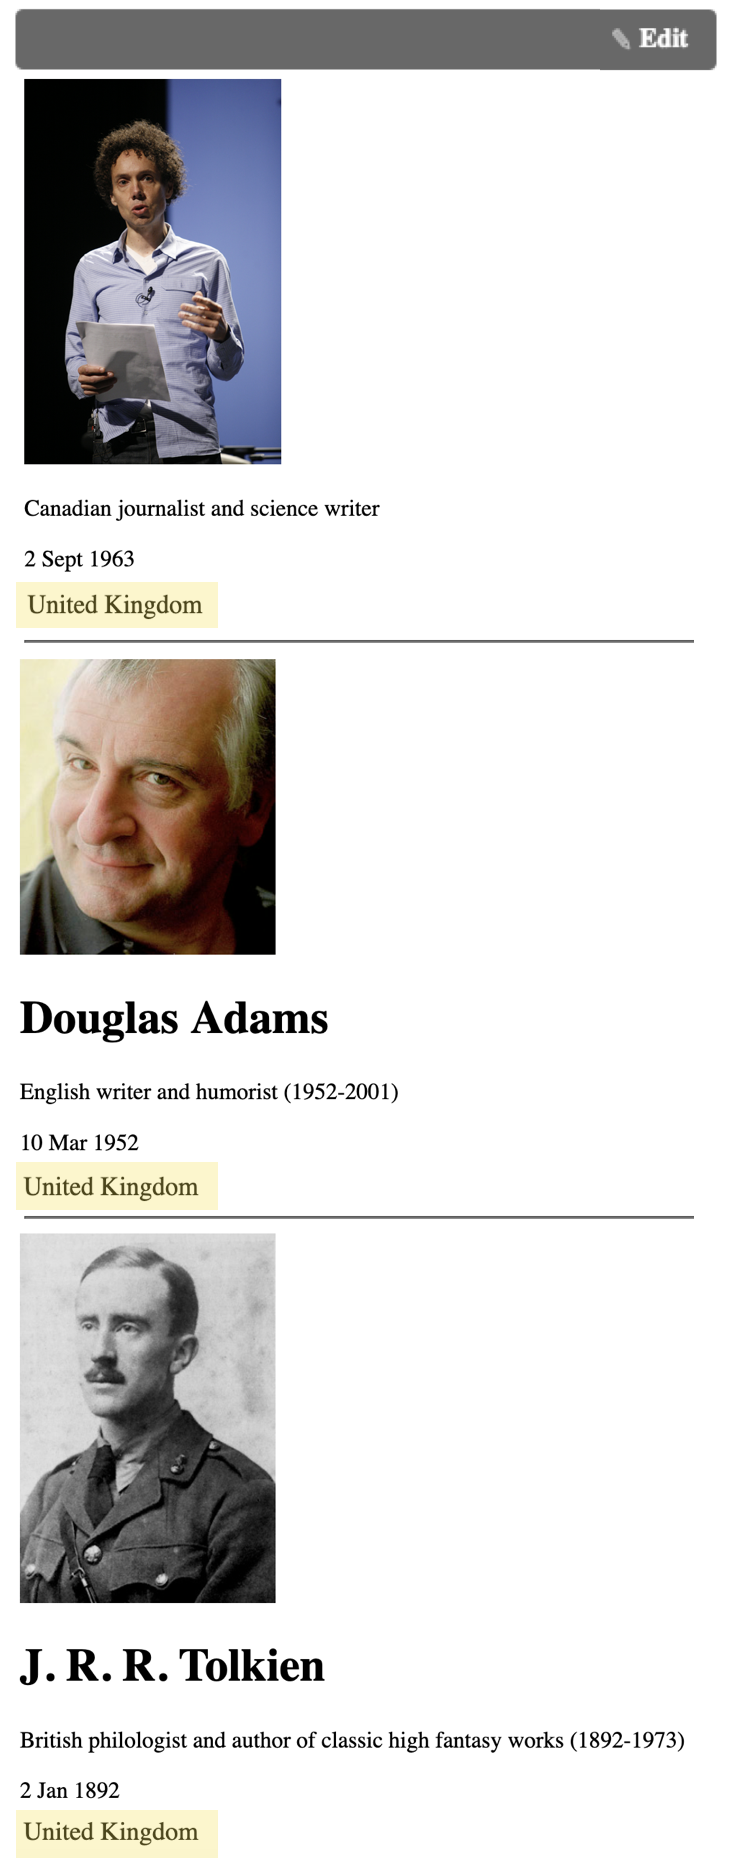 Edit
Canadian journalist and science writer
2 Sept 1963
United Kingdom
Douglas Adams
English writer and humorist (1952-2001)
10 Mar 1952
United Kingdom
J. R. R. Tolkien
British philologist and author of classic high fantasy works (1892-1973)
2 Jan 1892
United Kingdom